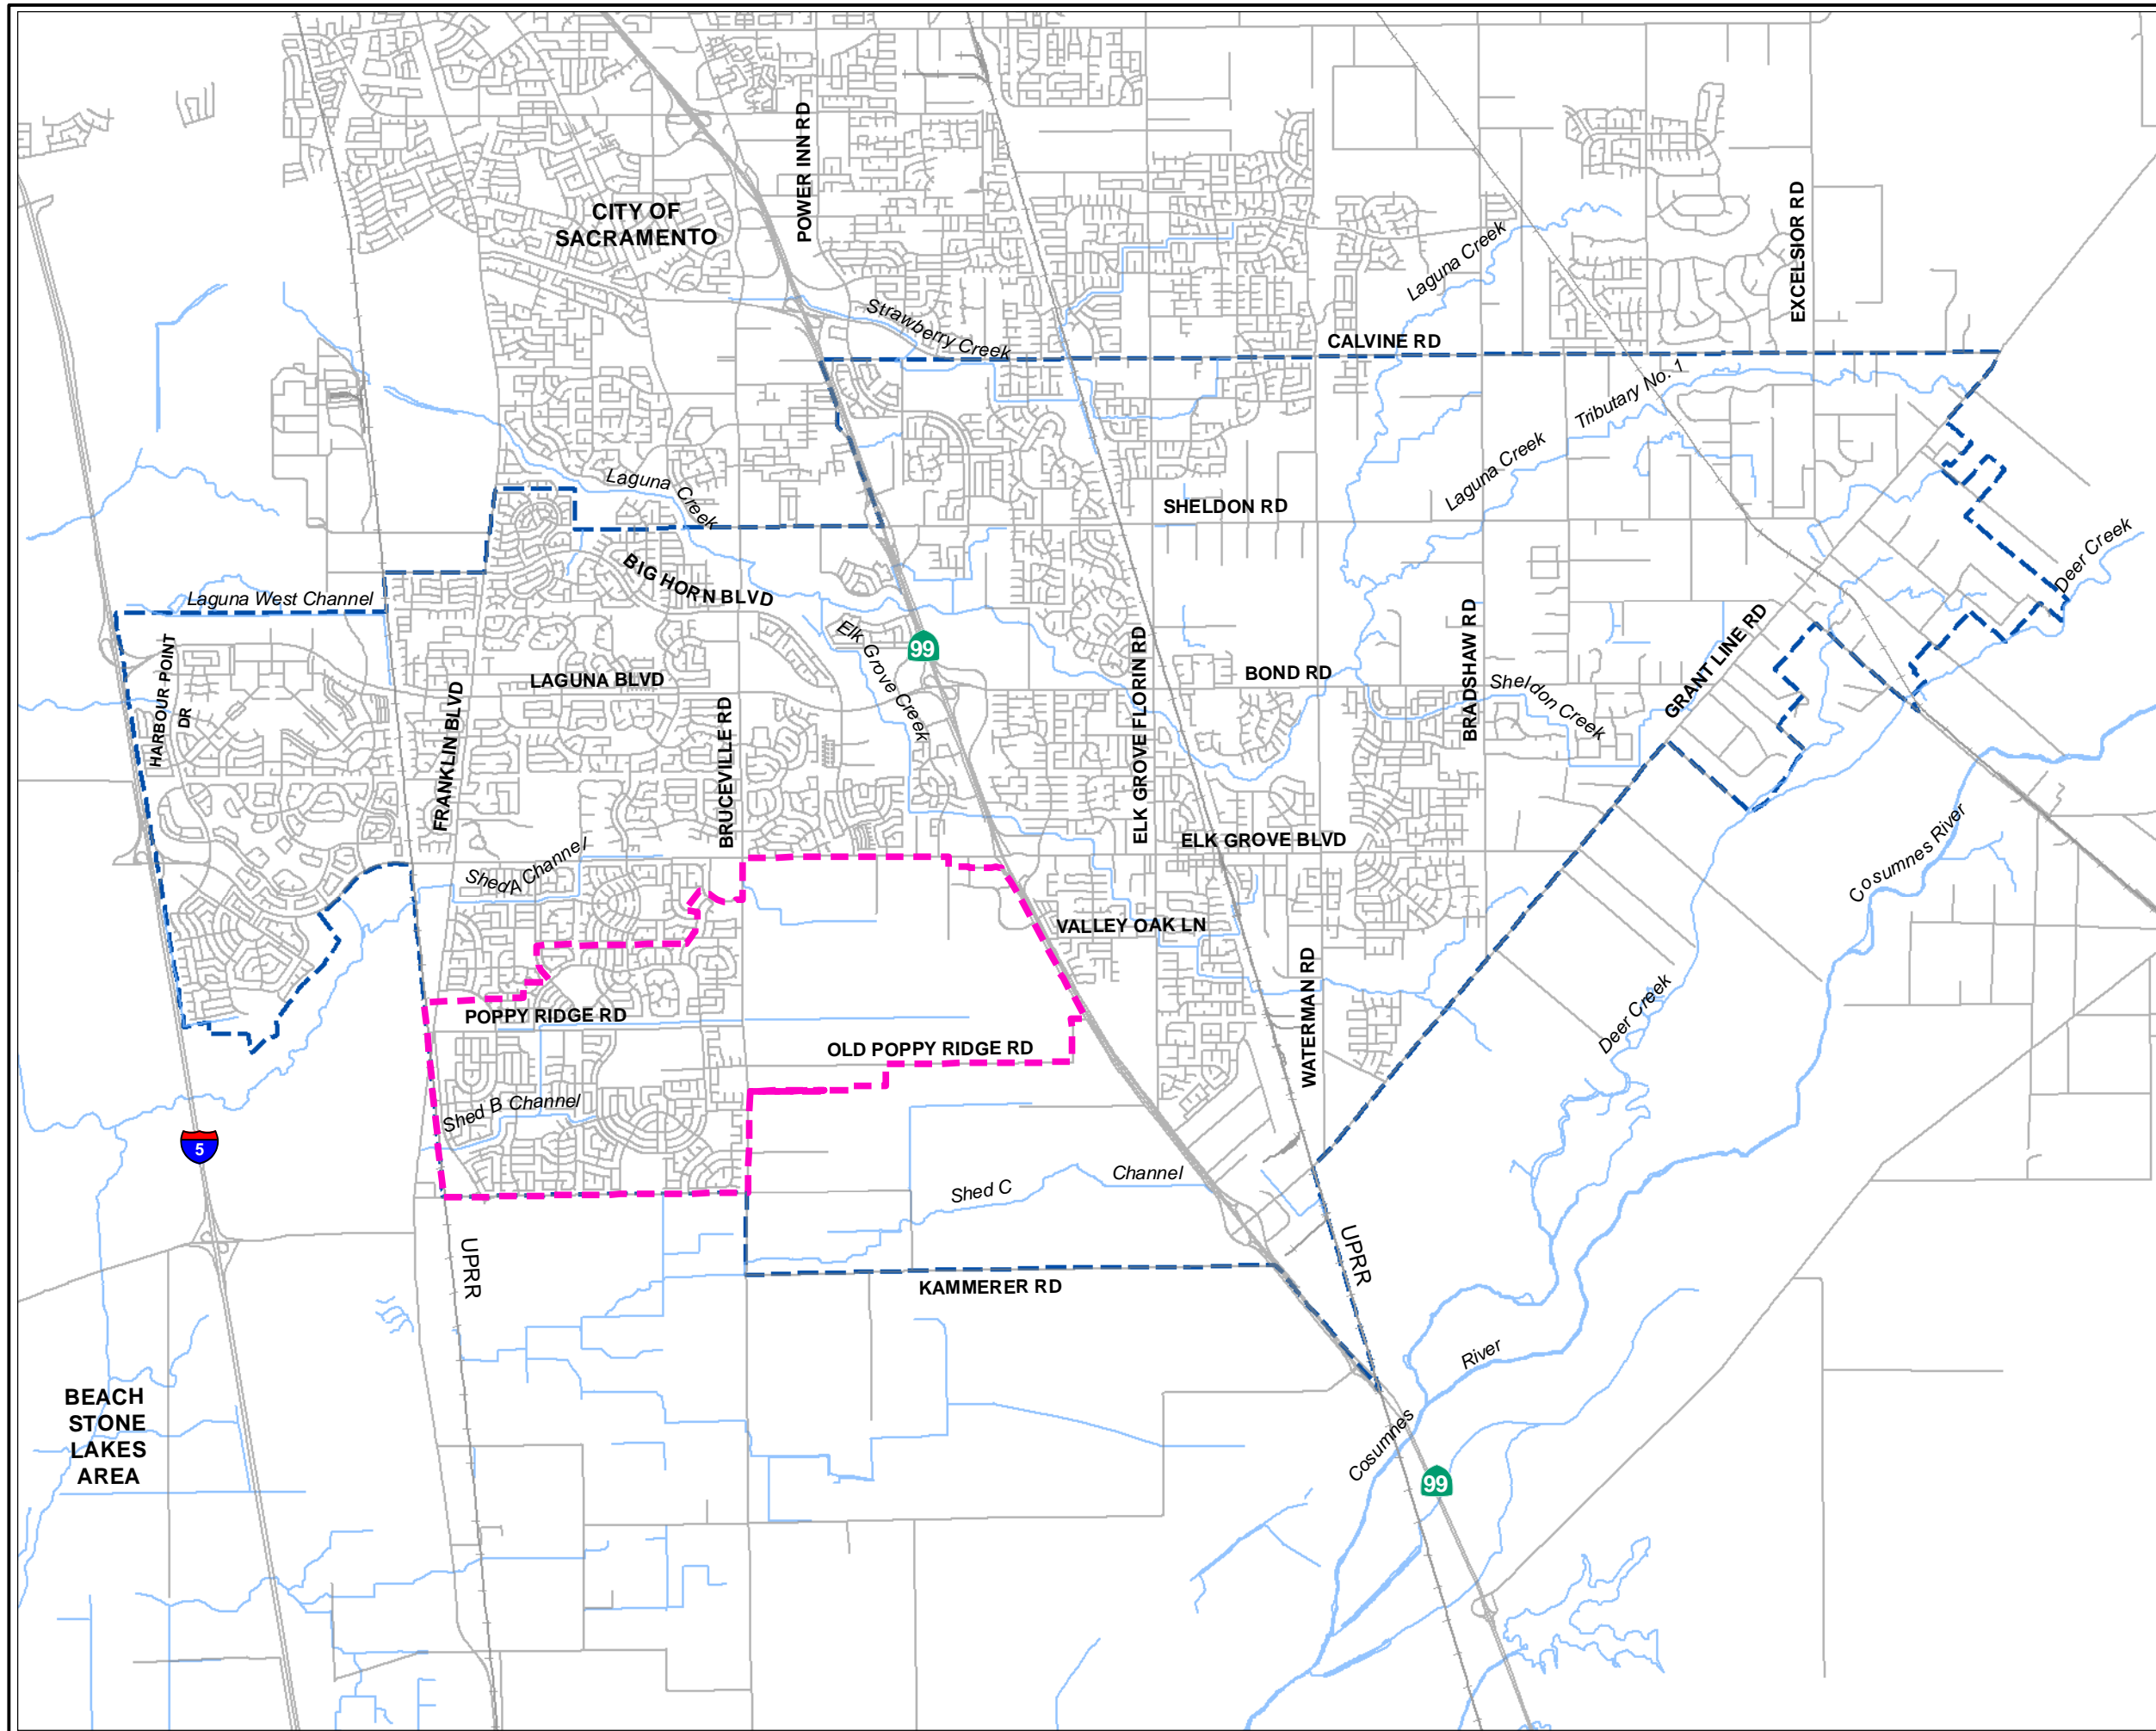 POWER INN RD
CITY OF
SACRAMENTO
EXCELSIOR RD
Laguna Creek
Strawberry Creek
CALVINE RD
Tributary No. 1
Laguna Creek
Laguna Creek
SHELDON RD
Deer Creek
BIG HORN BLVD
Laguna West Channel
Elk Grove Creek
99
HARBOUR POINT
DR
LAGUNA BLVD
FRANKLIN BLVD
BRUCEVILLE RD
ELK GROVE FLORIN RD
BOND RD
BRADSHAW RD
Sheldon Creek
GRANT LINE RD
ELK GROVE BLVD
Cosumnes River
Shed A Channel
VALLEY OAK LN
WATERMAN RD
POPPY RIDGE RD
OLD POPPY RIDGE RD
Deer Creek
Shed B Channel
5
Shed C
Channel
UPRR
UPRR
KAMMERER RD
River
Cosumnes
BEACH
STONE
LAKES
AREA
99